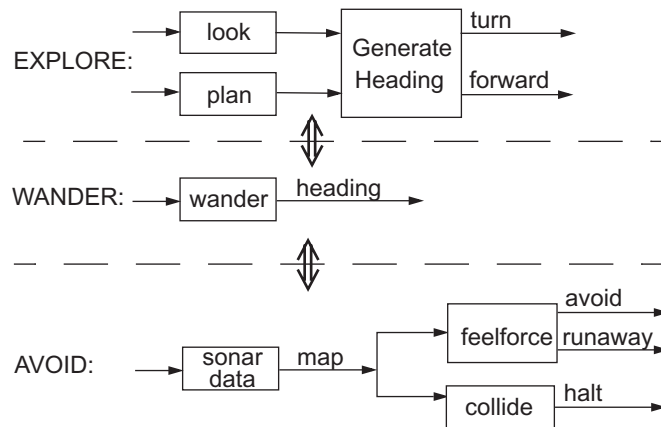 EXPLORE:
look
plan
Generate
Heading
turn
forward
WANDER:
wander
heading
AVOID:
sonar
data
map
feelforce
avoid
runaway
collide
halt